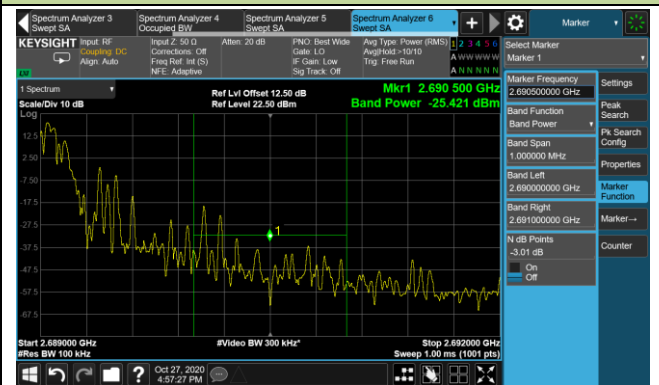 Spectrum Analyzer 3
Swept SA
Spectrum Analyzer 4
Occupied BW
Spectrum Analyzer 5
Swept SA
Spectrum Analyzer 6
Swept SA
Marker
KEYSIGHT
Input: RF
Coupling: DC
Align: Auto
Input Z: 50 Ω
Corrections: Off
Freq Ref: Int (S)
NFE: Adaptive
Atten: 20 dB
PNO: Best Wide
Gate: LO
IF Gain: Low
Sig Track: Off
Avg Type: Power (RMS)
Avg|Hold:>10/10
Trig: Free Run
1 2 3 4 5 6
A W W W W W
A N N N N N
Select Marker
Marker 1
LV
1 Spectrum
Scale/Div 10 dB
Ref Lvl Offset 12.50 dB
Ref Level 22.50 dBm
Mkr1 2.690 500 GHz
Band Power -25.421 dBm
Log
12.5
2.50
-7.50
-17.5
-27.5
-37.5
-47.5
-57.5
-67.5
1
Start 2.689000 GHz
#Res BW 100 kHz
#Video BW 300 kHz*
Stop 2.692000 GHz
Sweep 1.00 ms (1001 pts)
Marker Frequency
2.690500000 GHz
Band Function
Band Power
Band Span
1.000000 MHz
Band Left
2.690000000 GHz
Band Right
2.691000000 GHz
N dB Points
-3.01 dB
On
Off
Settings
Peak
Search
Pk Search
Config
Properties
Marker
Function
Marker→
Counter
?
Oct 27, 2020
4:57:27 PM